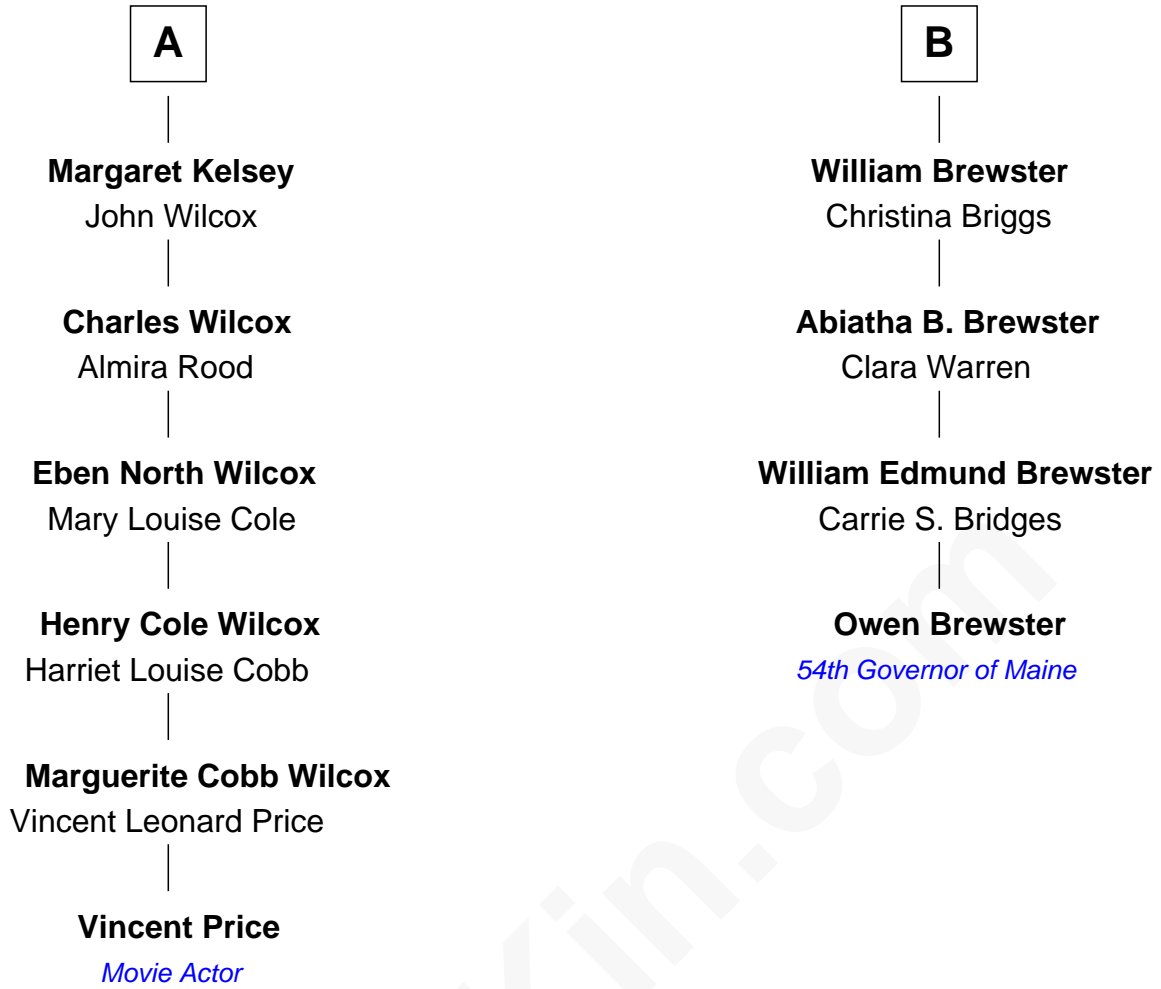 A
Margaret Kelsey
John Wilcox
Charles Wilcox
Almira Rood
Eben North Wilcox
Mary Louise Cole
Henry Cole Wilcox
Harriet Louise Cobb
Marguerite Cobb Wilcox
Vincent Leonard Price
Vincent Price
Movie Actor
B
William Brewster
Christina Briggs
Abiatha B. Brewster
Clara Warren
William Edmund Brewster
Carrie S. Bridges
Owen Brewster
54th Governor of Maine
Kin.com